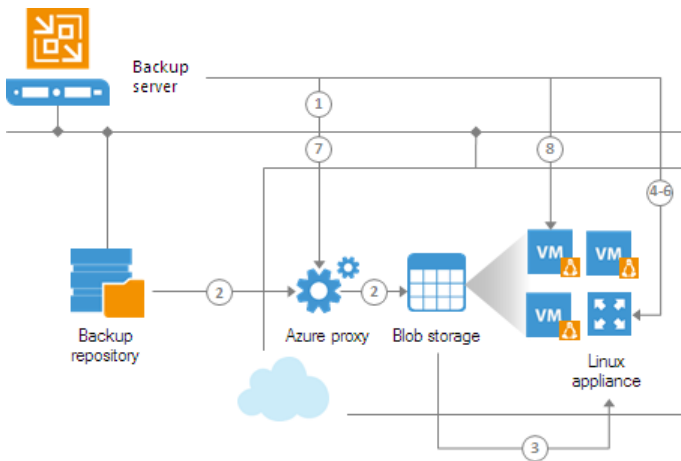 Backup
server
1
7
8
4-6
VM
VM
2
2
Backup
repository
Azure proxy
Blob storage
VM
Linux
appliance
3